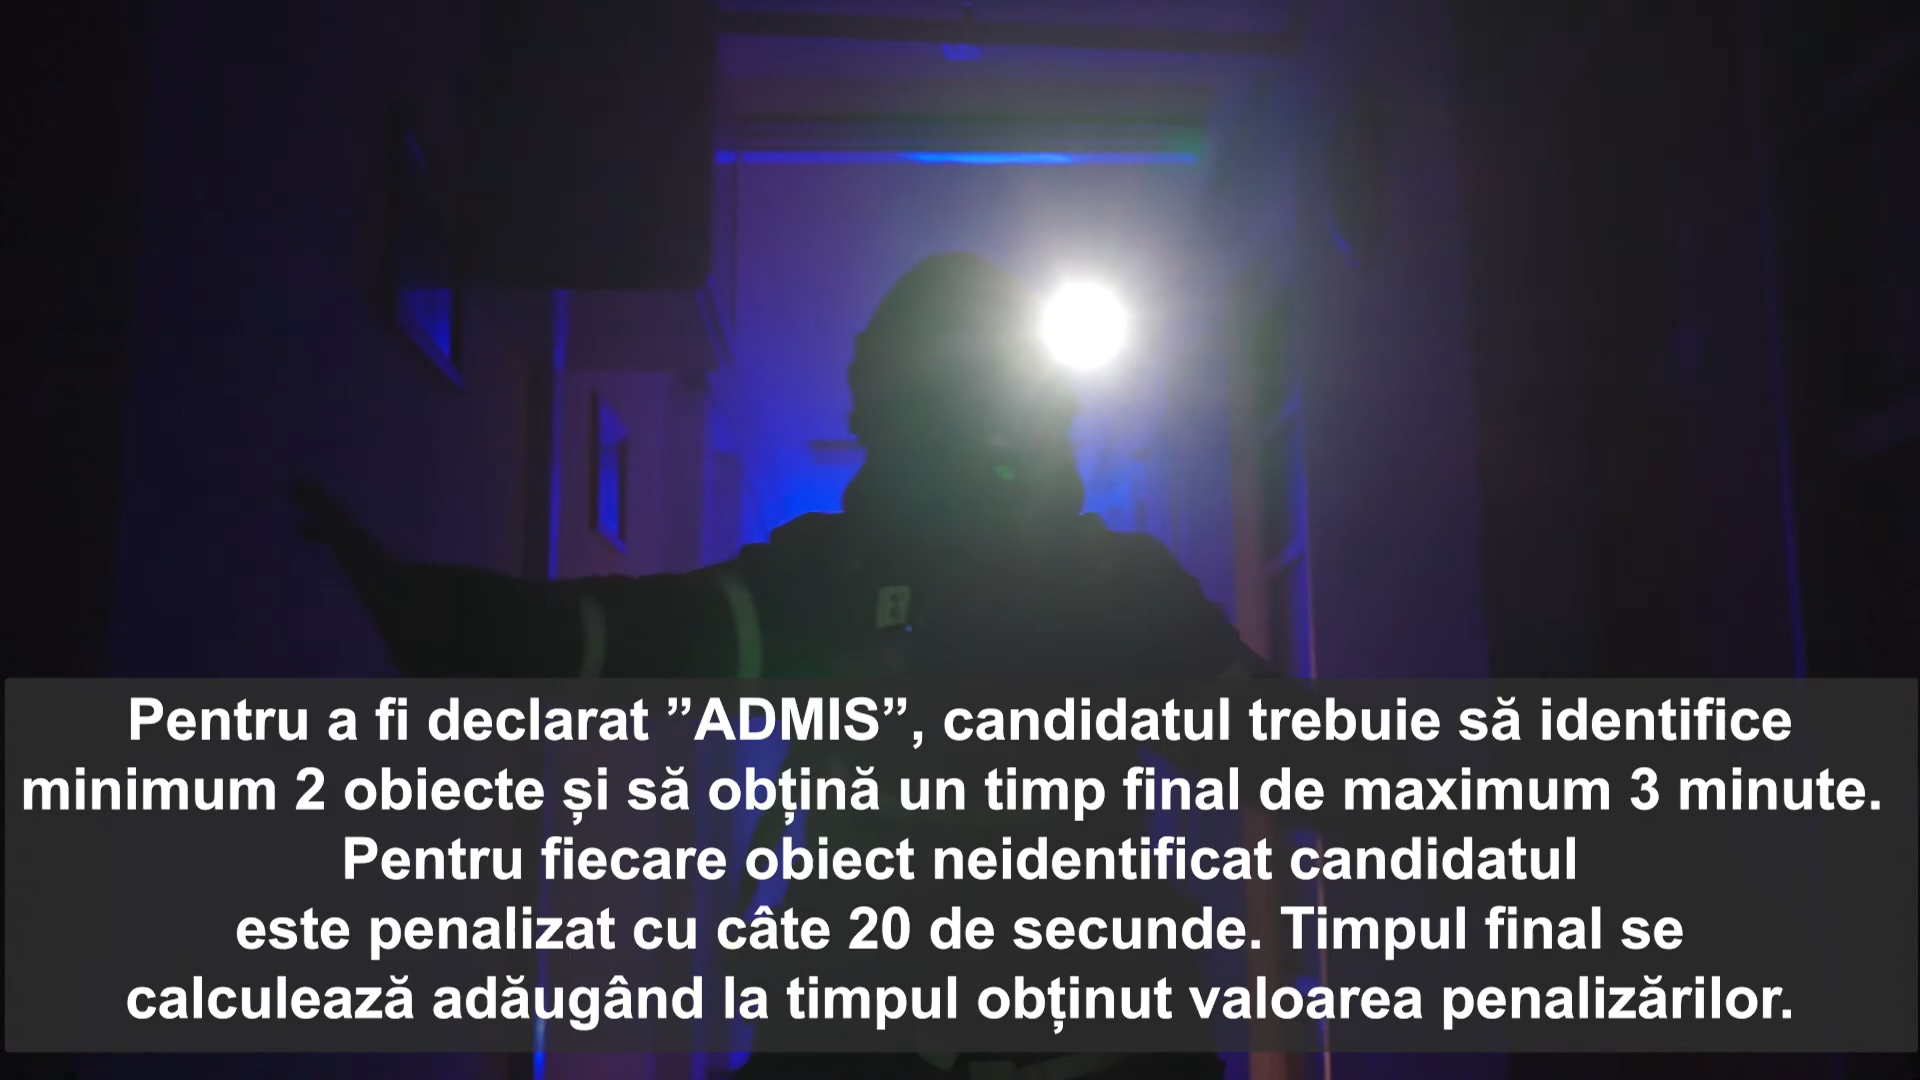 Pentru a fi declarat ”ADMIS”, candidatul trebuie să identifice
minimum 2 obiecte și să obțină un timp final de maximum 3 minute.
Pentru fiecare obiect neidentificat candidatul
este penalizat cu câte 20 de secunde. Timpul final se
calculează adăugând la timpul obținut valoarea penalizărilor.